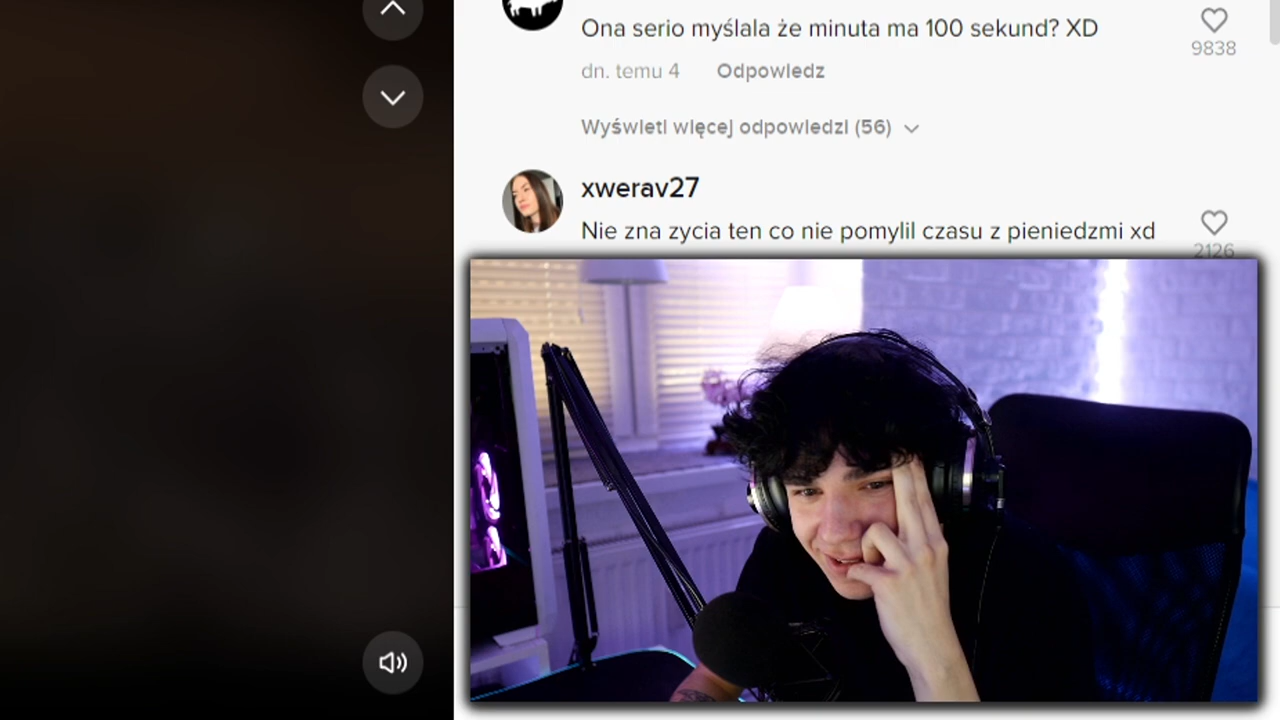 Ona serio myślala że minuta ma 100 sekund? XD
9838
dn. temu 4 Odpowiedz
Wyświetl więcej odpowiedzi (56)
xwerav27
Nie zna zycia ten co nie pomylil czasu z pieniedzmi xd
2126